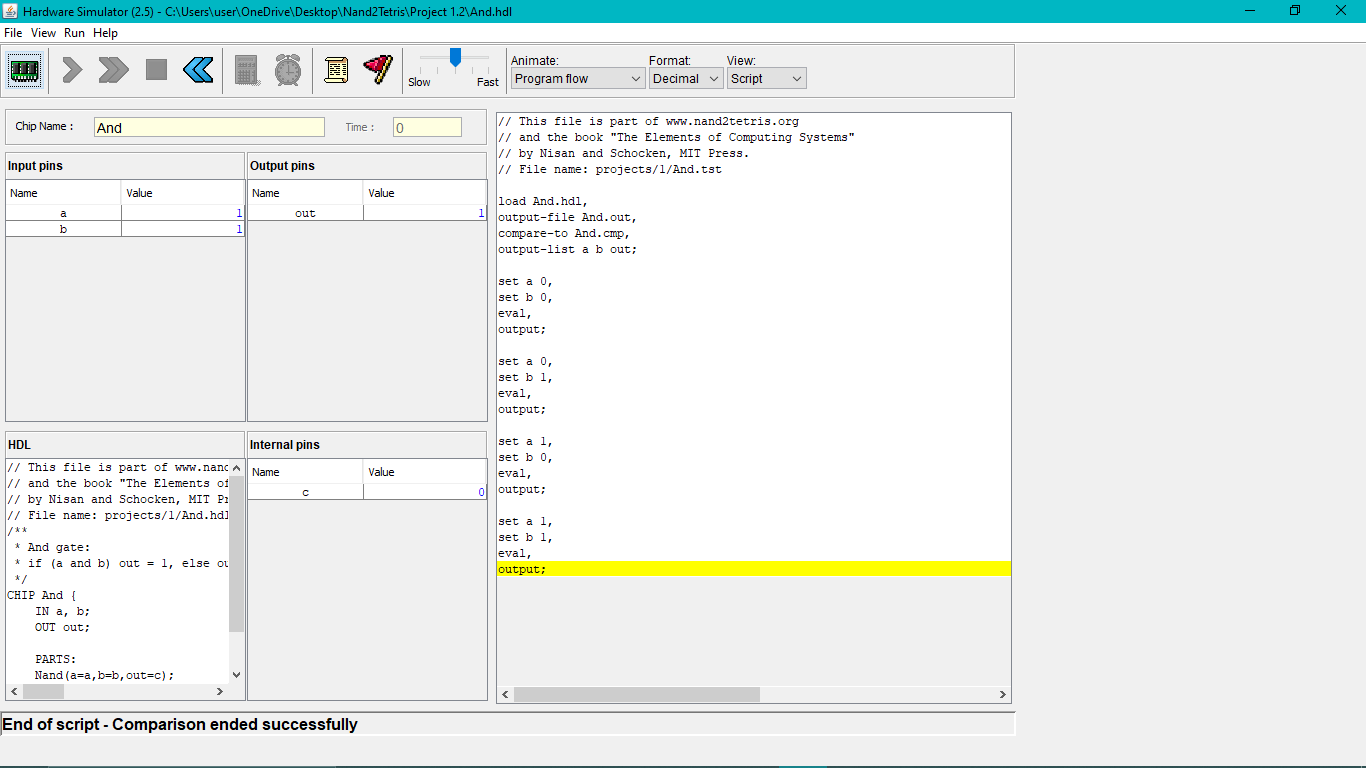 Hardware Simulator (2.5) - C:\Users\user\OneDrive\Desktop\Nand2Tetris\Project 1.2\And.hdl
File View Run Help
Slow Fast
Animate: Format: View:
Program flow Decimal Script
Chip Name : And Time : 0
Input pins
Name Value
a 1
b 1
Output pins
Name Value
out 1
HDL
// This file is part of www.nand
// and the book "The Elements of
// by Nisan and Schocken, MIT Pr
// File name: projects/1/And.hdl
/**
* And gate:
* if (a and b) out = 1, else ou
*/
CHIP And {
IN a, b;
OUT out;
PARTS:
Nand(a=a,b=b,out=c);
Internal pins
Name Value
c 0
// This file is part of www.nand2tetris.org
// and the book "The Elements of Computing Systems"
// by Nisan and Schocken, MIT Press.
// File name: projects/1/And.tst
load And.hdl,
output-file And.out,
compare-to And.cmp,
output-list a b out;
set a 0,
set b 0,
eval,
output;
set a 0,
set b 1,
eval,
output;
set a 1,
set b 0,
eval,
output;
set a 1,
set b 1,
eval,
output;
End of script - Comparison ended successfully